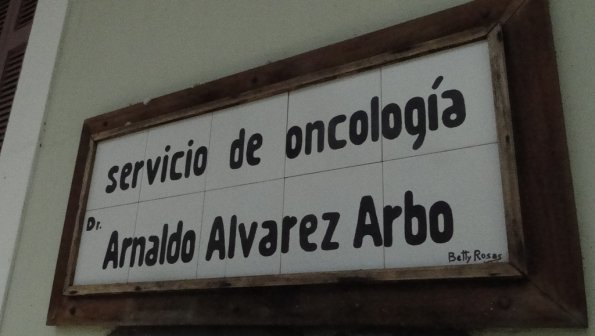 servicio de oncología
Dr. Arnaldo Alvarez Arbo
Betty Rosas